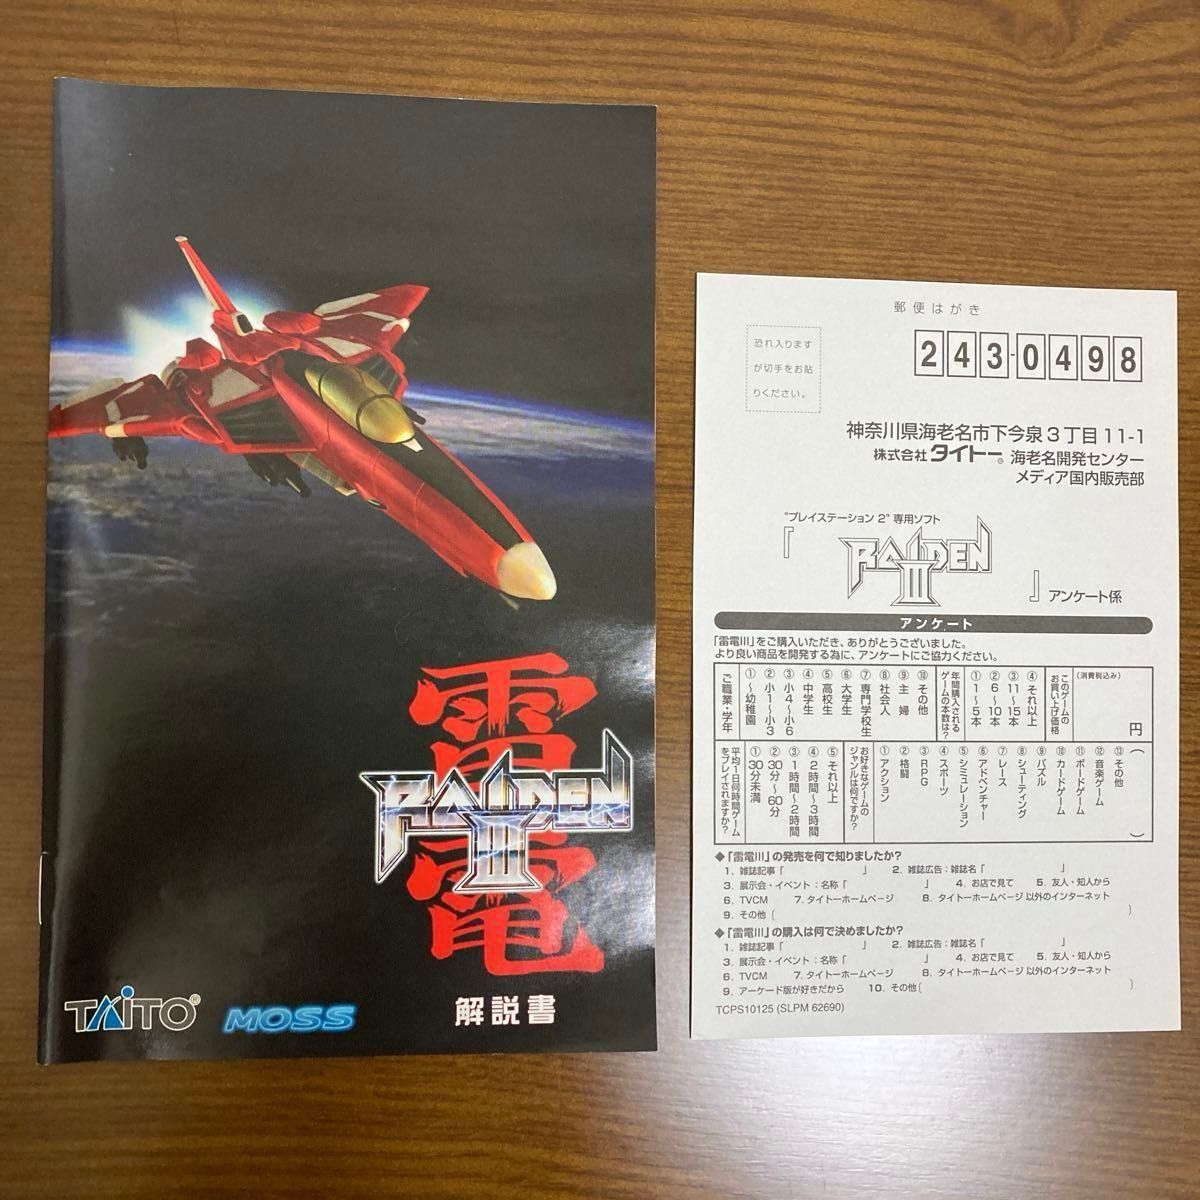 雷電
RAIDEN III
TAITO®
MOSS
解説書
郵便はがき
恐れ入ります
が切手をお貼
りください。
243-0498
神奈川県海老名市下今泉3丁目11-1
株式会社タイトー® 海老名開発センター
メディア国内販売部
"プレイステーション 2" 専用ソフト
『RAIDEN III』アンケート係
アンケート
「雷電III」をご購入いただき、ありがとうございました。
より良い商品を開発する為に、アンケートにご協力ください。
ご職業・学年
①～幼稚園
②小1～小3
③小4～小6
④中学生
⑤高校生
⑥大学生
⑦専門学校生
⑧社会人
⑨主婦
⑩その他
年間購入される
ゲームの本数は?
①1～5本
②6～10本
③11～15本
④それ以上
このゲームの
お買い上げ価格
(消費税込み)
円
平均1日何時間ゲーム
をプレイされますか?
①30分未満
②30分～60分
③1時間～2時間
④2時間～3時間
⑤それ以上
お好きなゲームの
ジャンルは何ですか?
①アクション
②格闘
③RPG
④スポーツ
⑤シミュレーション
⑥アドベンチャー
⑦レース
⑧シューティング
⑨パズル
⑩カードゲーム
⑪ボードゲーム
⑫音楽ゲーム
⑬その他
( )
◆「雷電III」の発売を何で知りましたか?
1. 雑誌記事「 」 2. 雑誌広告:雑誌名「 」
3. 展示会・イベント:名称「 」 4. お店で見て 5. 友人・知人から
6. TVCM 7. タイトーホームページ 8. タイトーホームページ以外のインターネット
9. その他〔 〕
◆「雷電III」の購入は何で決めましたか?
1. 雑誌記事「 」 2. 雑誌広告:雑誌名「 」
3. 展示会・イベント:名称「 」 4. お店で見て 5. 友人・知人から
6. TVCM 7. タイトーホームページ 8. タイトーホームページ以外のインターネット
9. アーケード版が好きだから 10. その他〔 〕
TCPS10125 (SLPM 62690)